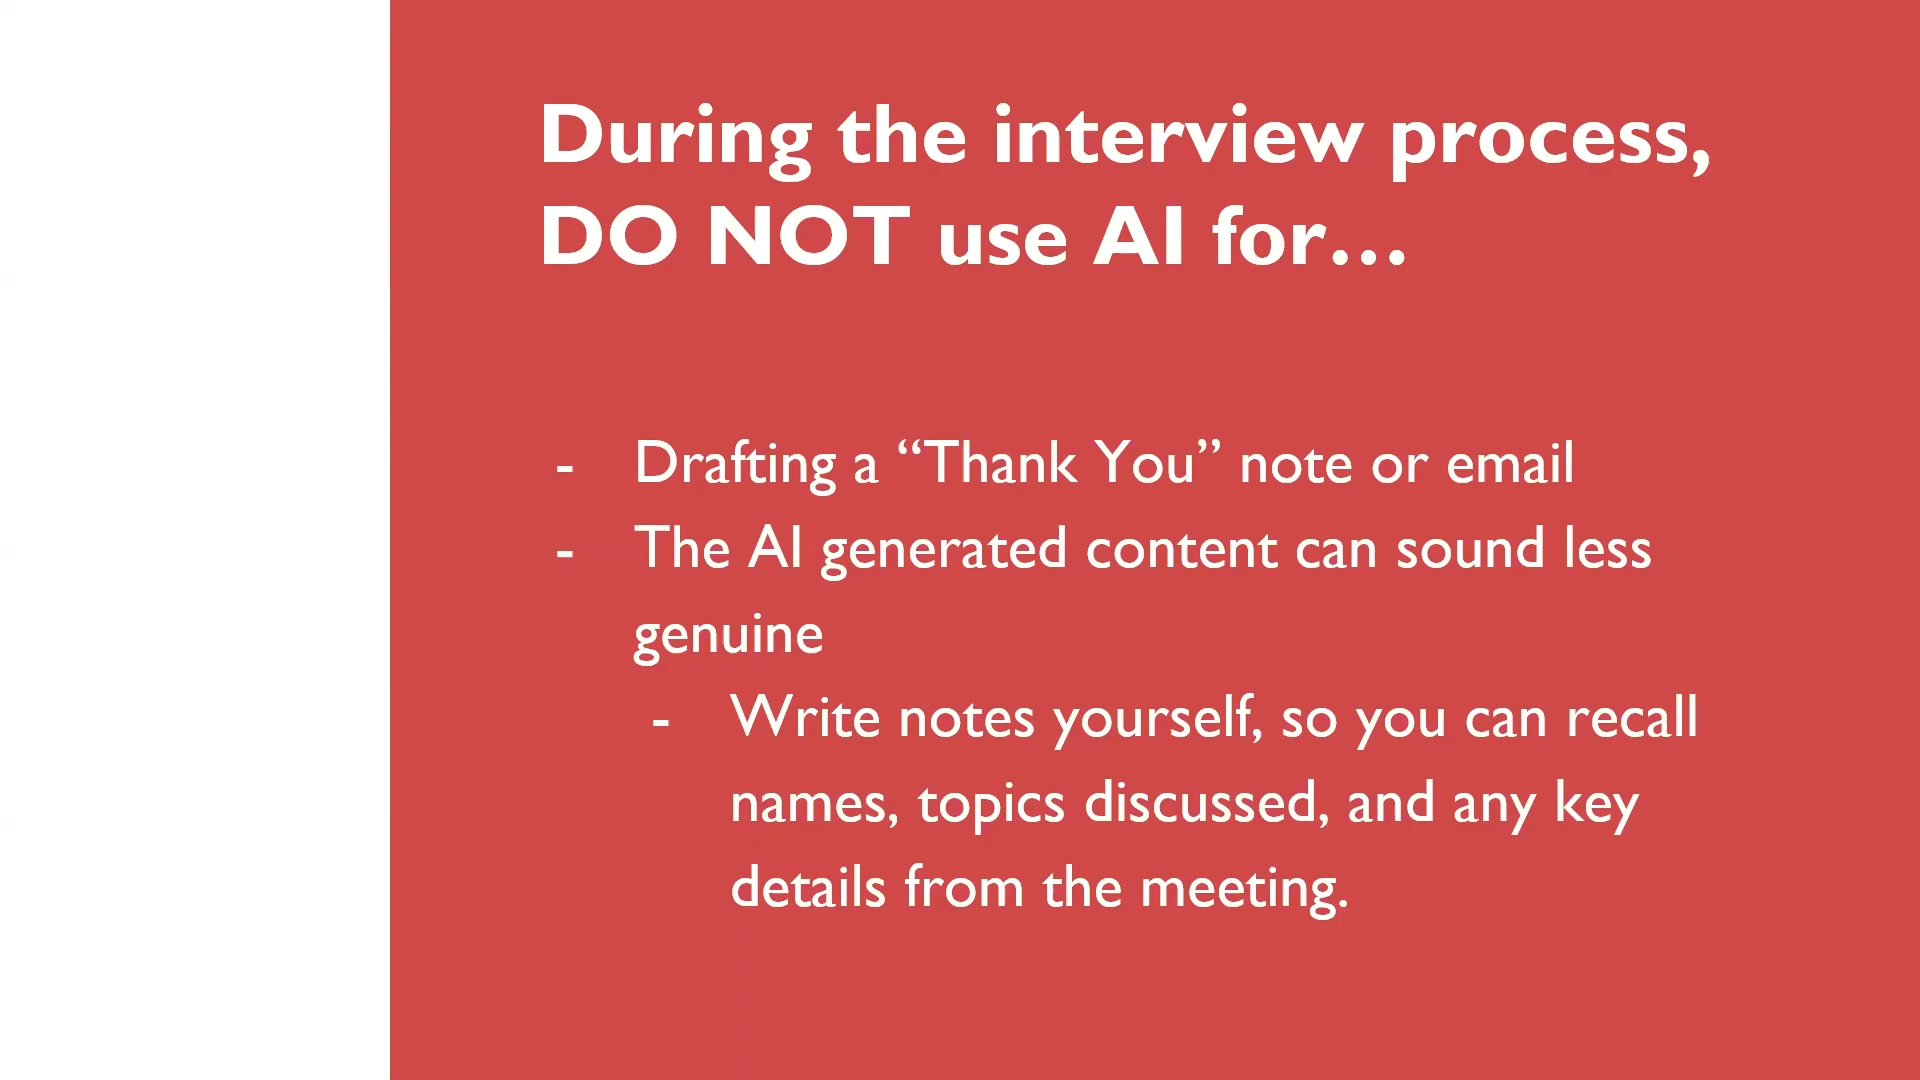 During the interview process,
DO NOT use AI for...
- Drafting a “Thank You” note or email
- The AI generated content can sound less
genuine
- Write notes yourself, so you can recall
names, topics discussed, and any key
details from the meeting.